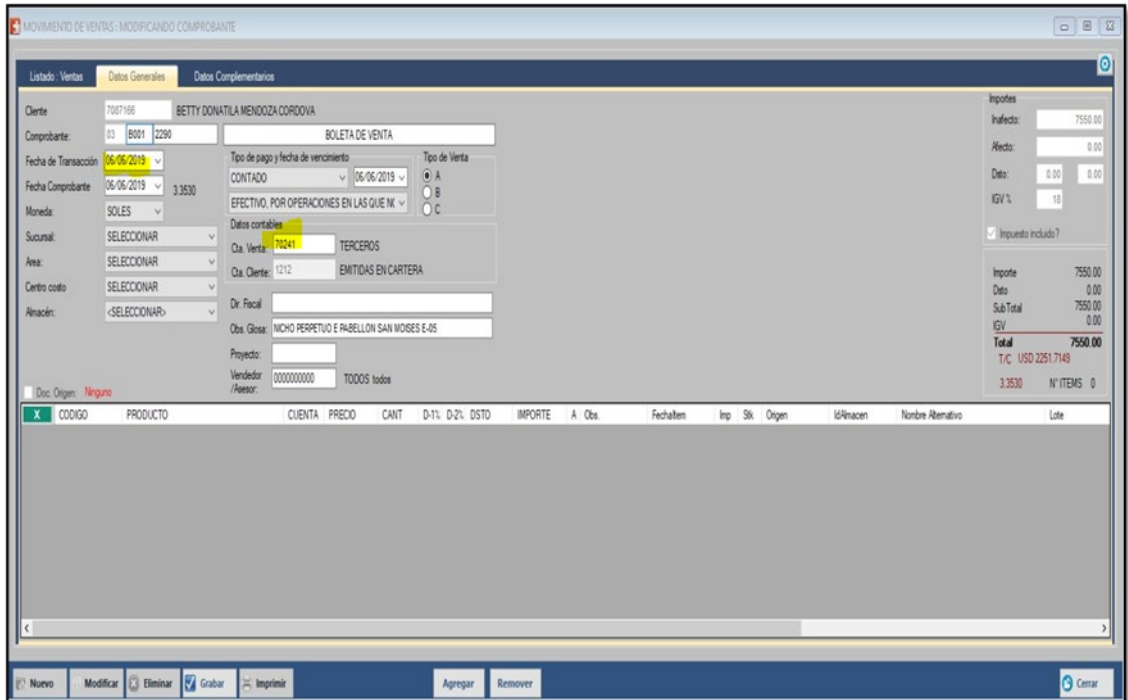 MOVIMIENTO DE VENTAS : MODIFICANDO COMPROBANTE
Listado : Ventas Datos Generales Datos Complementarios
Cliente 7087166 BETTY DONATILA MENDOZA CORDOVA
Comprobante: 03 B001 2290 BOLETA DE VENTA
Fecha de Transacción 06/06/2019
Fecha Comprobante 06/06/2019 3.3530
Moneda: SOLES
Sucursal: SELECCIONAR
Area: SELECCIONAR
Centro costo SELECCIONAR
Almacén: <SELECCIONAR>
Doc. Origen: Ninguno
Tipo de pago y fecha de vencimiento
CONTADO 06/06/2019
EFECTIVO, POR OPERACIONES EN LAS QUE NO
Tipo de Venta
A
B
C
Datos contables
Cta. Venta: 70241 TERCEROS
Cta. Cliente: 1212 EMITIDAS EN CARTERA
Dir. Fiscal
Obs. Glosa: NICHO PERPETUO E PABELLON SAN MOISES E-05
Proyecto:
Vendedor
/Asesor: 0000000000 TODOS todos
Importes
Inafecto: 7550.00
Afecto: 0.00
Dsto: 0.00 0.00
IGV % 18
Impuesto incluido?
Importe 7550.00
Dsto 0.00
SubTotal 7550.00
IGV 0.00
Total 7550.00
T/C USD 2251.7149
3.3530 N° ITEMS 0
X CODIGO PRODUCTO CUENTA PRECIO CANT D-1% D-2% DSTO IMPORTE A Obs. FechaItem Imp Stk Origen IdAlmacen Nombre Alternativo Lote
Nuevo Modificar Eliminar Grabar Imprimir Agregar Remover Cerrar